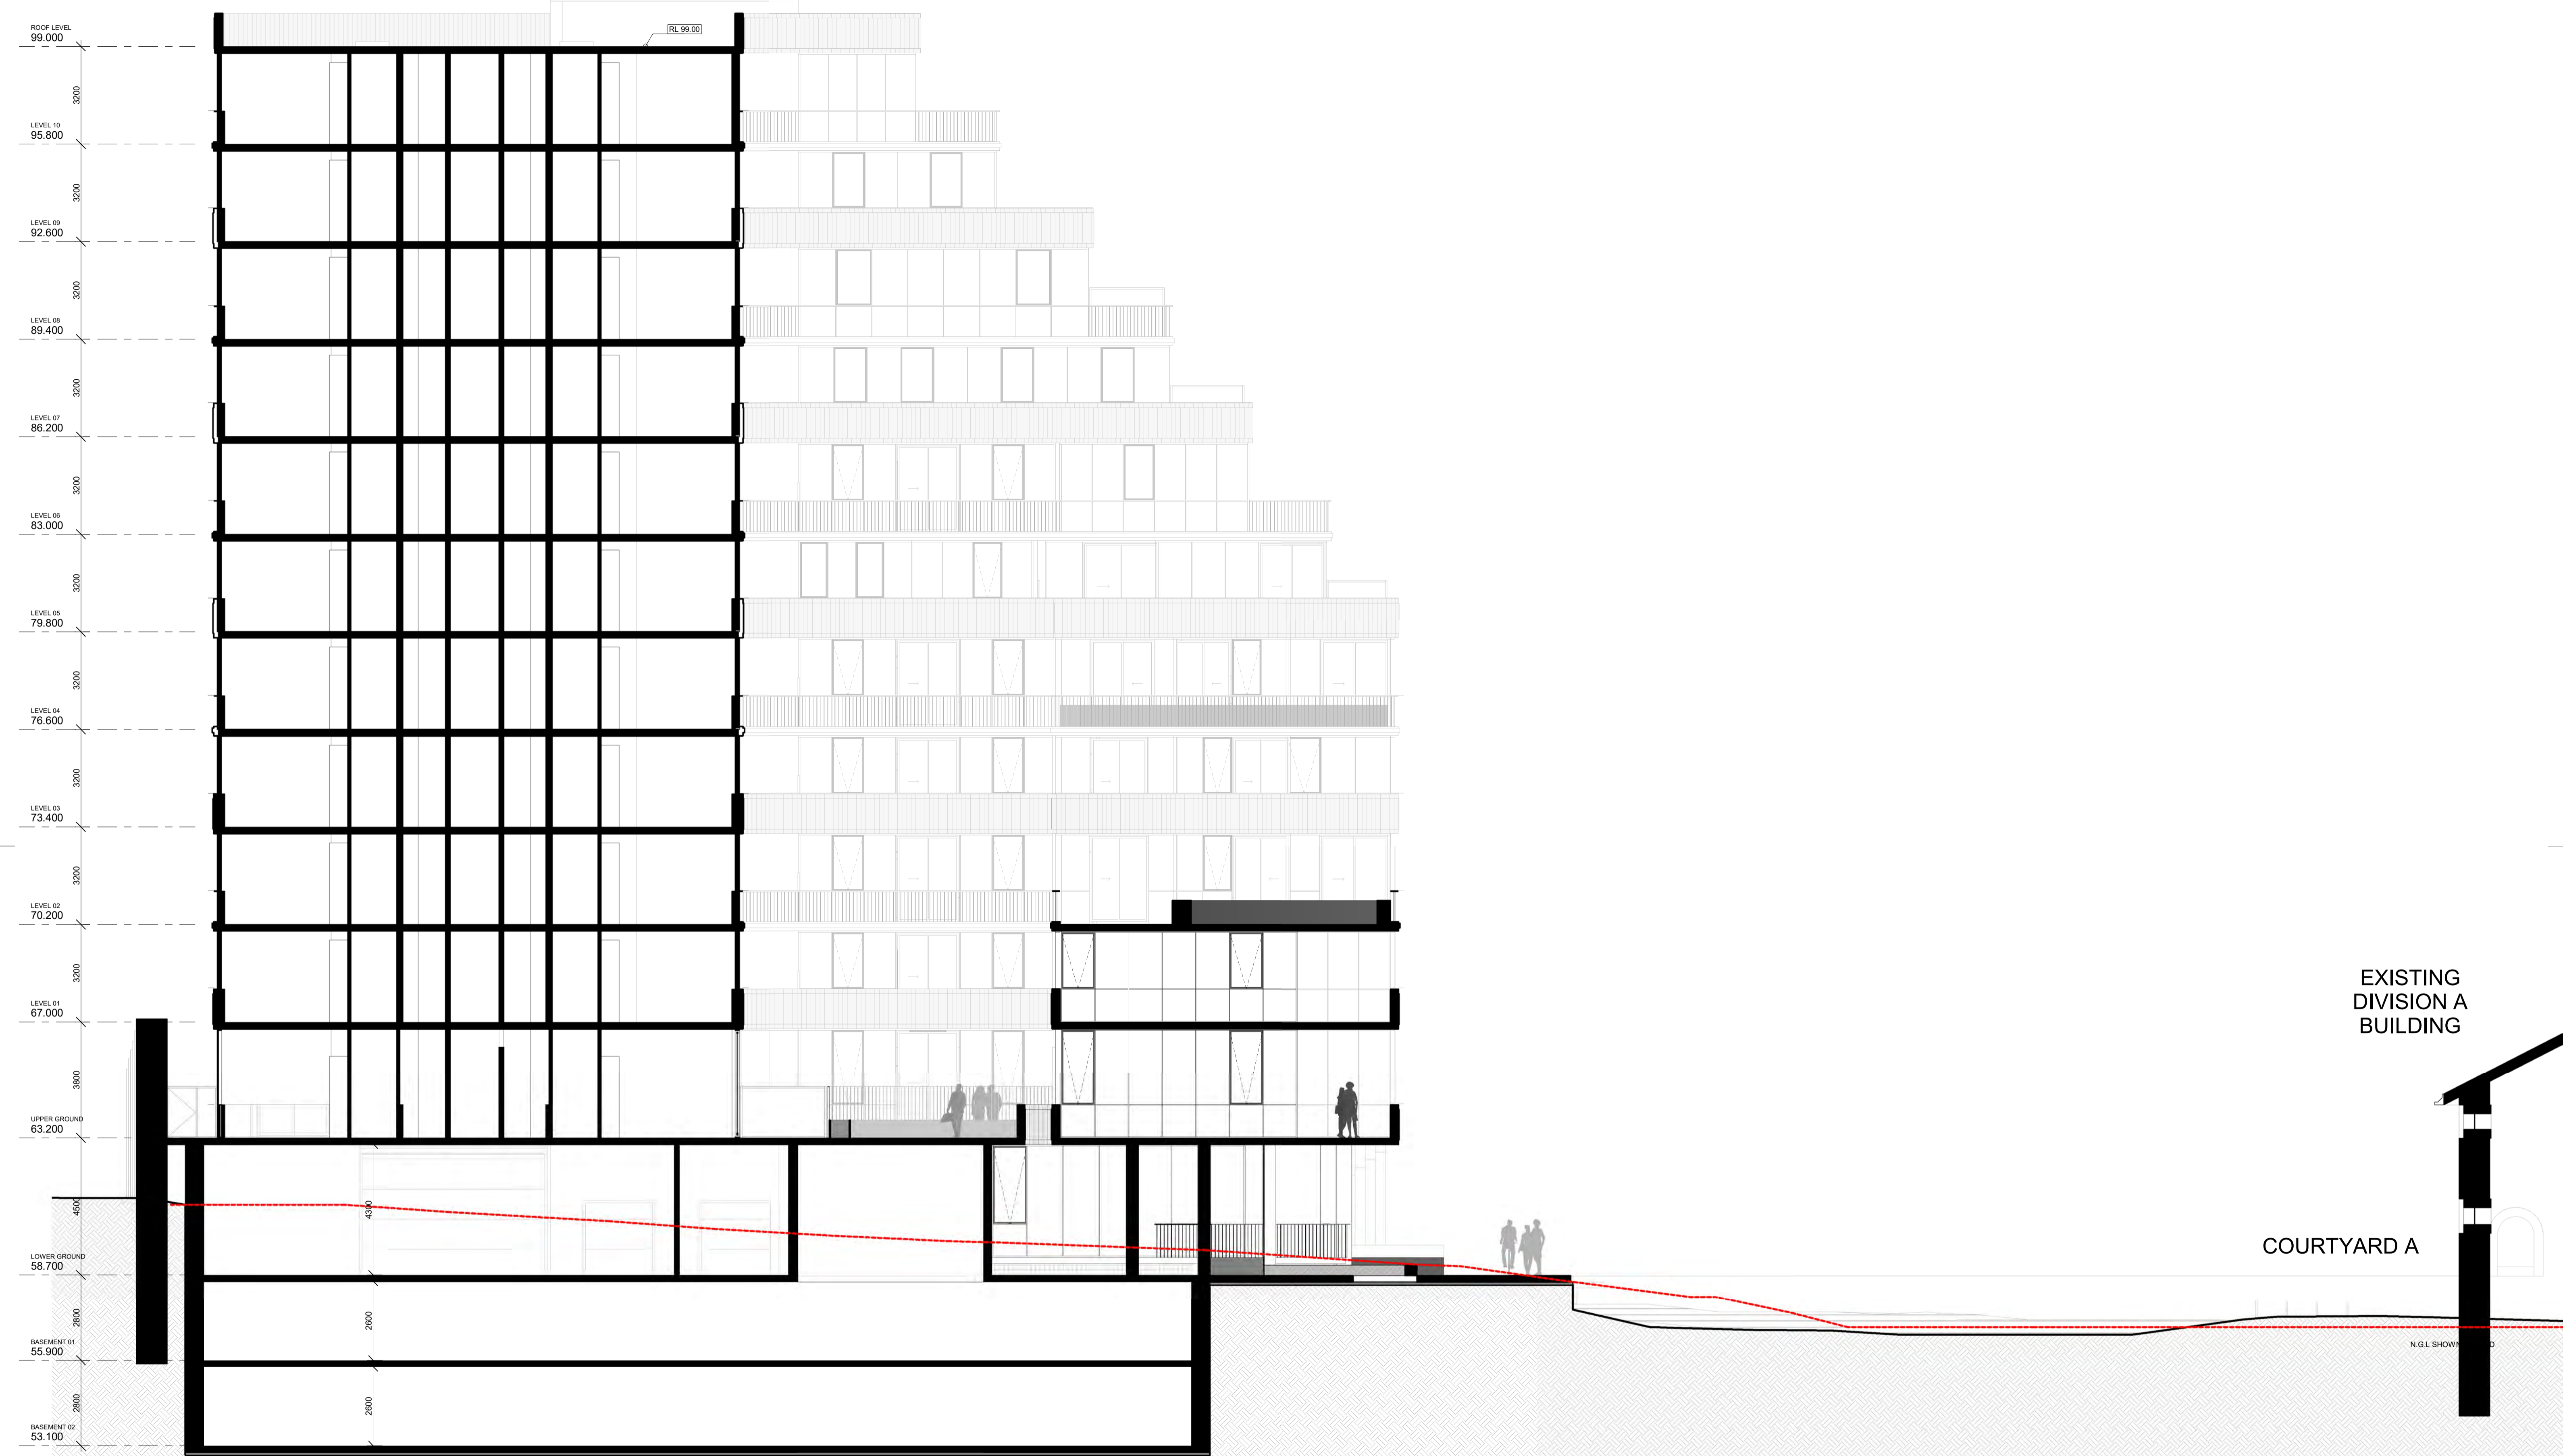 ROOF LEVEL
99.000
RL 99.00
3200
LEVEL 10
95.800
3200
LEVEL 09
92.600
3200
LEVEL 08
89.400
3200
LEVEL 07
86.200
3200
LEVEL 06
83.000
3200
LEVEL 05
79.800
3200
LEVEL 04
76.600
3200
LEVEL 03
73.400
3200
LEVEL 02
70.200
3200
LEVEL 01
67.000
3800
UPPER GROUND
63.200
4500
4300
LOWER GROUND
58.700
2800
2600
BASEMENT 01
55.900
2800
2600
BASEMENT 02
53.100
EXISTING
DIVISION A
BUILDING
COURTYARD A
N.G.L